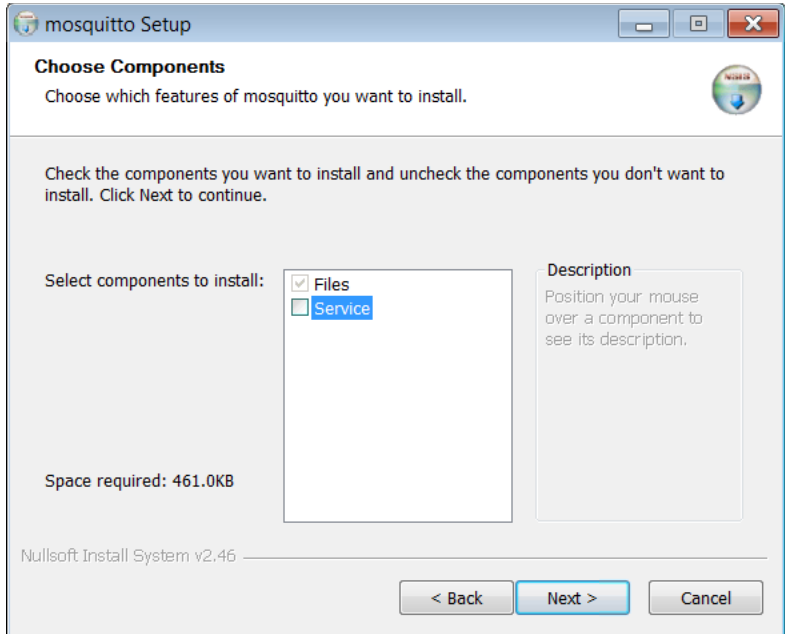 mosquitto Setup
Choose Components
Choose which features of mosquitto you want to install.
Check the components you want to install and uncheck the components you don't want to
install. Click Next to continue.
Select components to install:
Files
Service
Description
Position your mouse
over a component to
see its description.
Space required: 461.0KB
Nullsoft Install System v2.46
< Back
Next >
Cancel